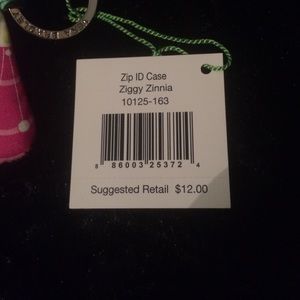 Zip ID Case
Ziggy Zinnia
10125-163
8 86003 25372 4
Suggested Retail $12.00